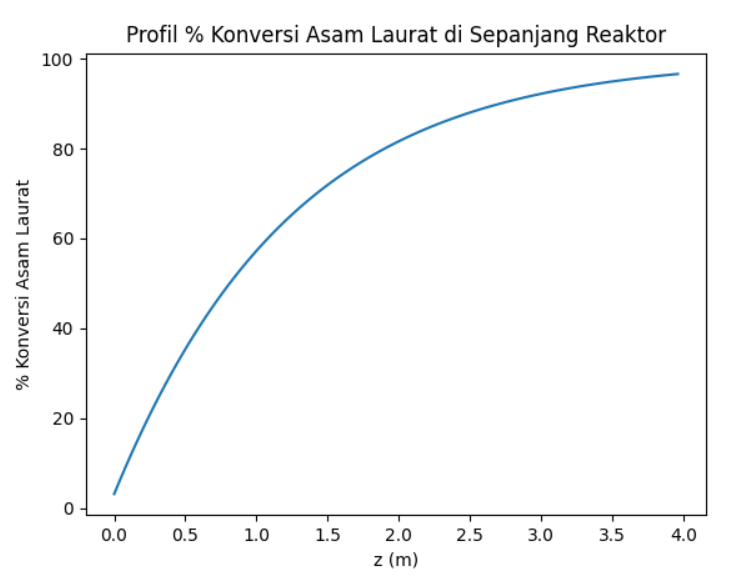 Profil % Konversi Asam Laurat di Sepanjang Reaktor
% Konversi Asam Laurat
100
80
60
40
20
0
0.0 0.5 1.0 1.5 2.0 2.5 3.0 3.5 4.0
z (m)